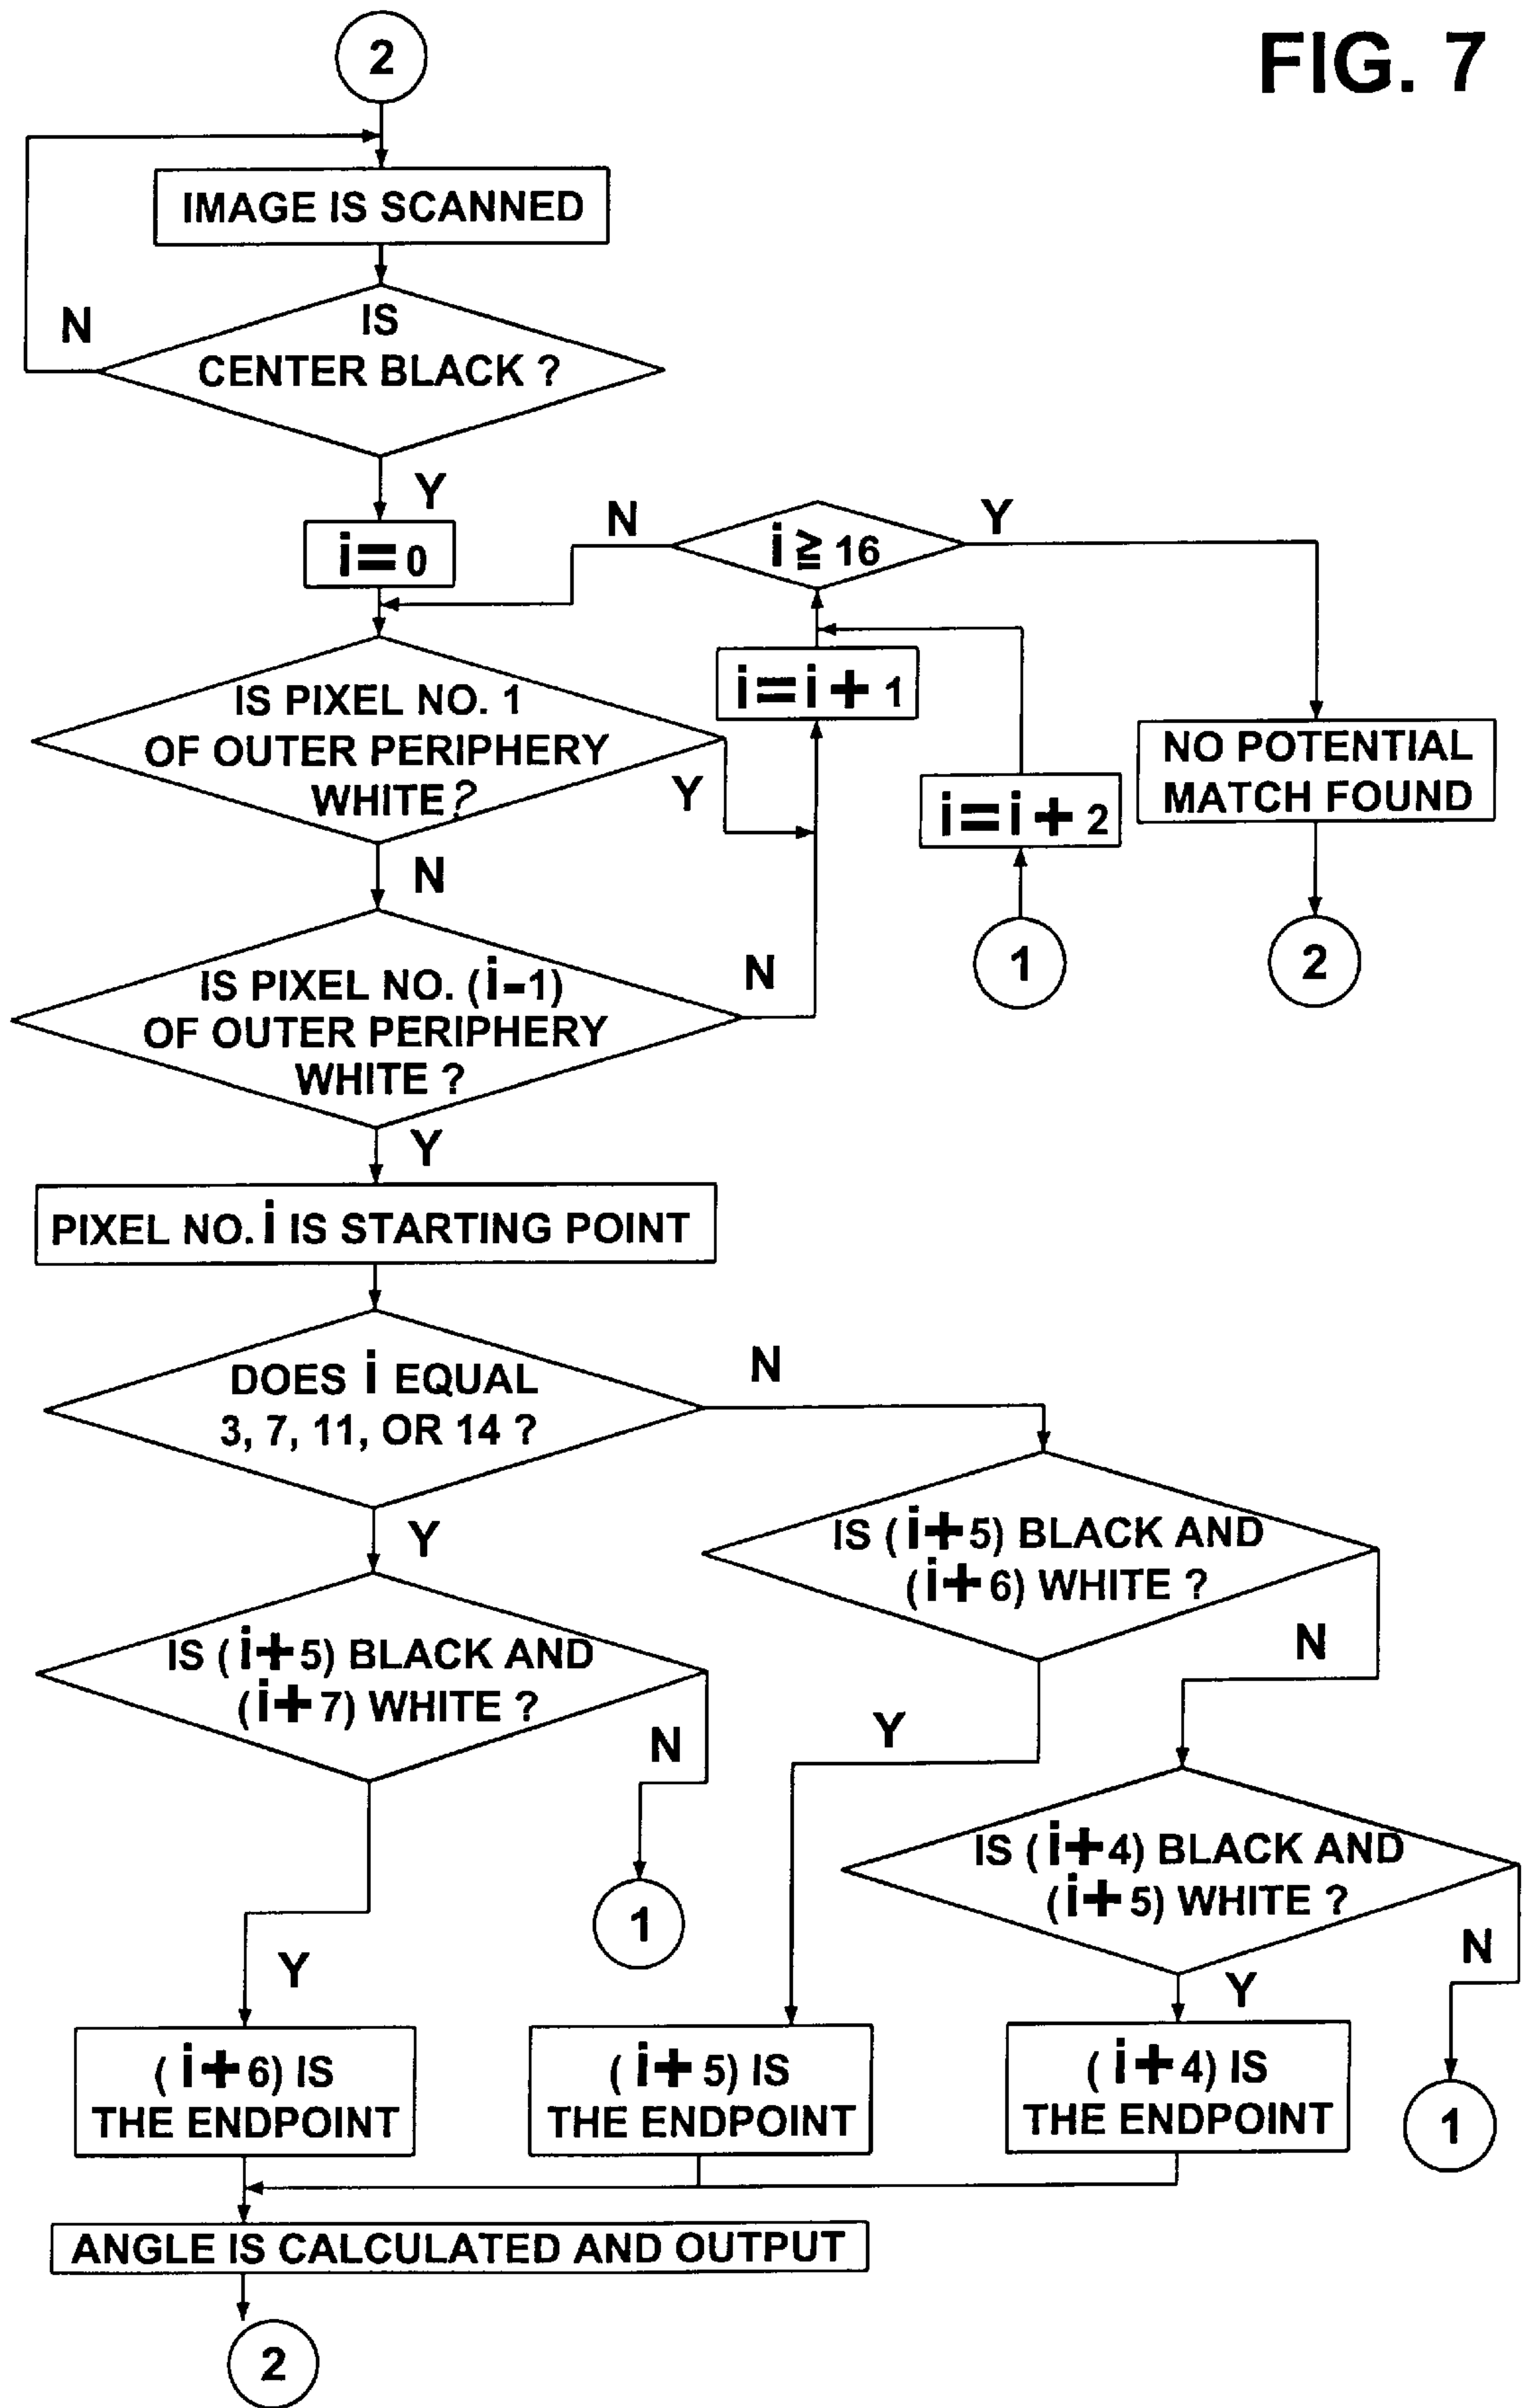 FIG. 7
2
IMAGE IS SCANNED
IS
CENTER BLACK ?
N
Y
i=0
N
i ≧ 16
Y
i=i+1
IS PIXEL NO. 1
OF OUTER PERIPHERY
WHITE?
Y
N
i=i+2
1
NO POTENTIAL
MATCH FOUND
2
IS PIXEL NO. (i-1)
OF OUTER PERIPHERY
WHITE ?
N
Y
PIXEL NO. i IS STARTING POINT
DOES i EQUAL
3, 7, 11, OR 14 ?
N
Y
IS (i+5) BLACK AND
(i+6) WHITE ?
N
Y
IS (i+5) BLACK AND
(i+7) WHITE ?
N
1
Y
IS (i+4) BLACK AND
(i+5) WHITE ?
N
1
Y
(i+6) IS
THE ENDPOINT
(i+5) IS
THE ENDPOINT
(i+4) IS
THE ENDPOINT
ANGLE IS CALCULATED AND OUTPUT
2